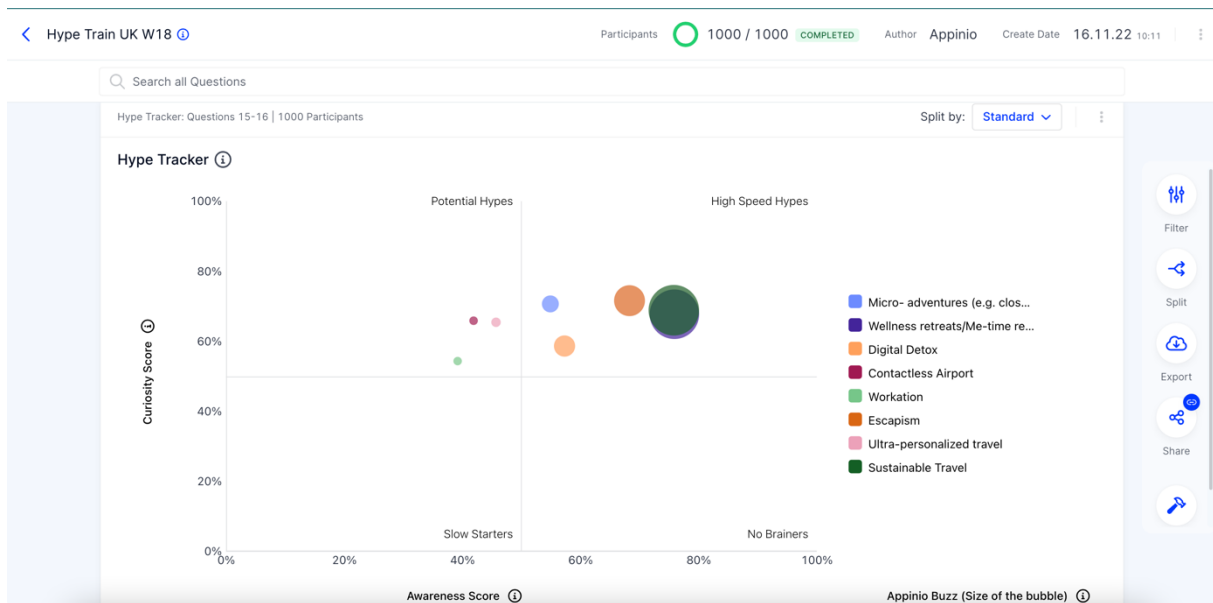 Hype Train UK W18
Participants 1000 / 1000 COMPLETED Author Appinio Create Date 16.11.22 10:11
Search all Questions
Hype Tracker: Questions 15-16 | 1000 Participants
Split by: Standard
Hype Tracker
Potential Hypes
High Speed Hypes
Slow Starters
No Brainers
Curiosity Score
100%
80%
60%
40%
20%
0%
0% 20% 40% 60% 80% 100%
Awareness Score
Micro- adventures (e.g. clos...
Wellness retreats/Me-time re...
Digital Detox
Contactless Airport
Workation
Escapism
Ultra-personalized travel
Sustainable Travel
Appinio Buzz (Size of the bubble)
Filter
Split
Export
Share